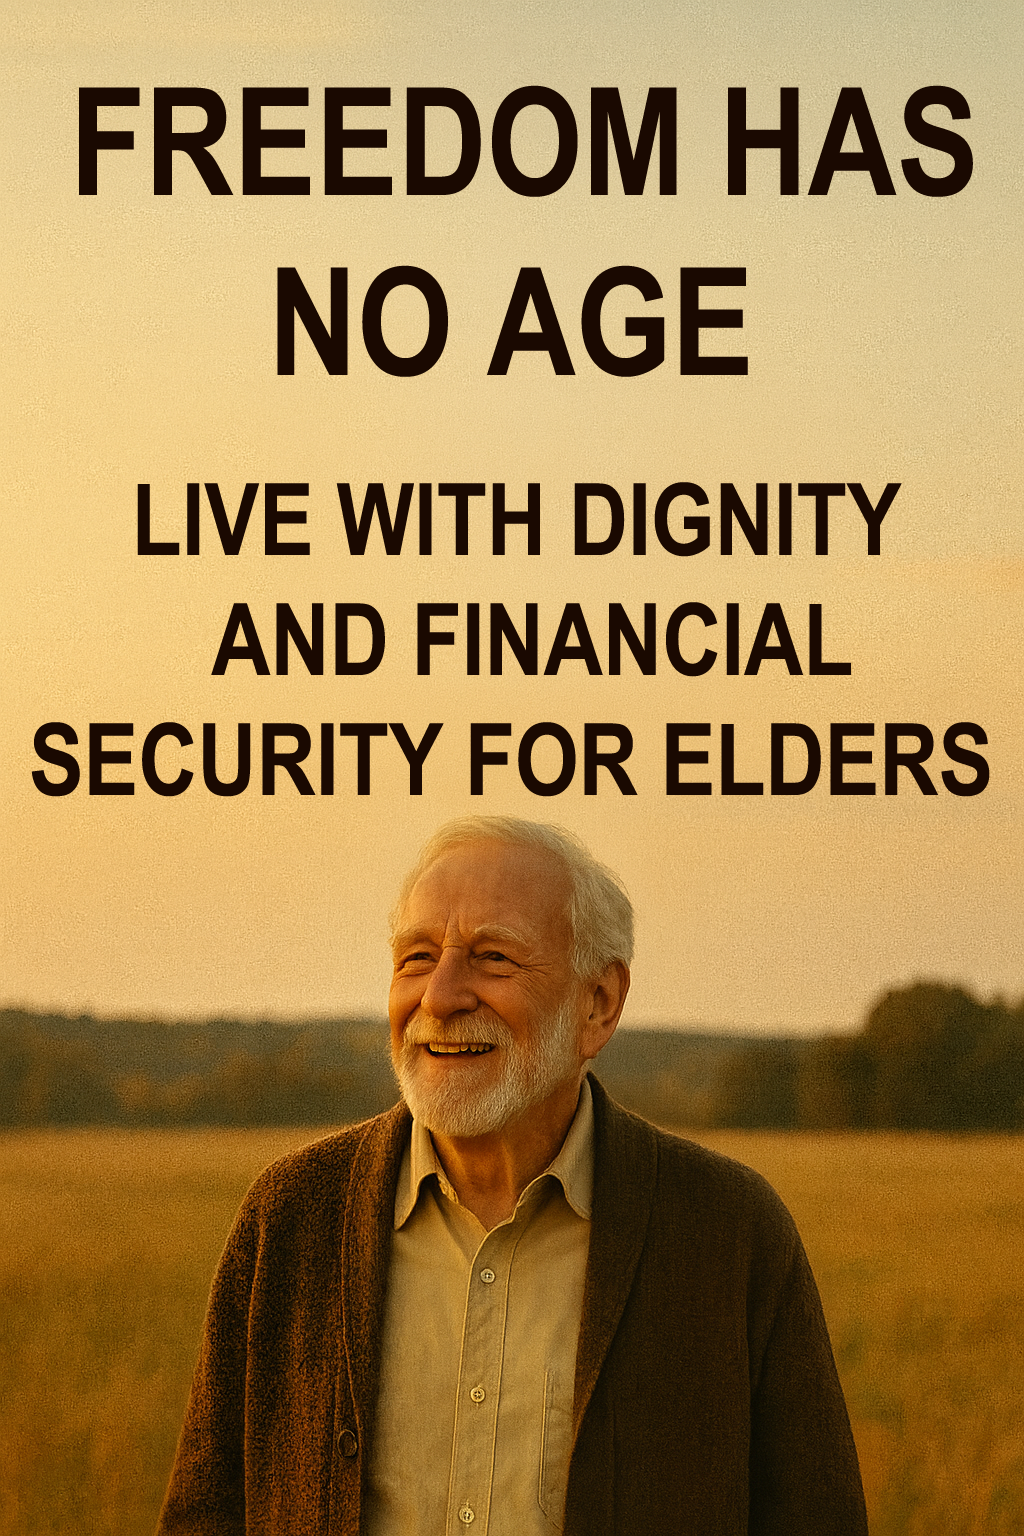 FREEDOM HAS
NO AGE
LIVE WITH DIGNITY
AND FINANCIAL
SECURITY FOR ELDERS